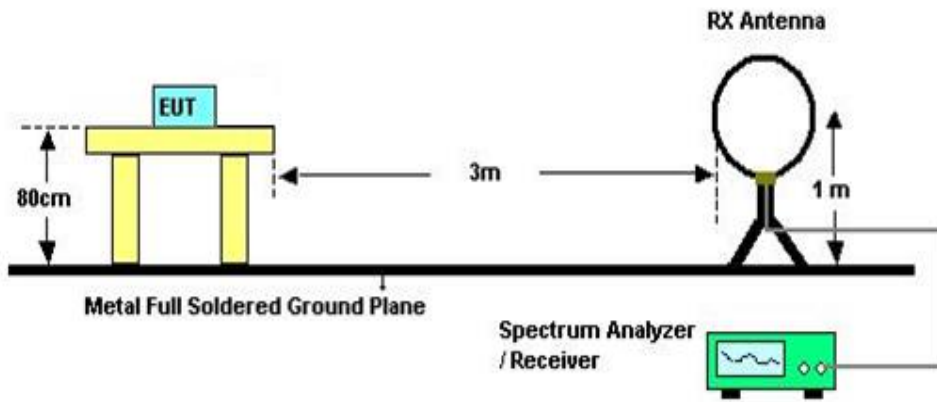 RX Antenna
EUT
3m
80cm
1 m
Metal Full Soldered Ground Plane
Spectrum Analyzer
/ Receiver